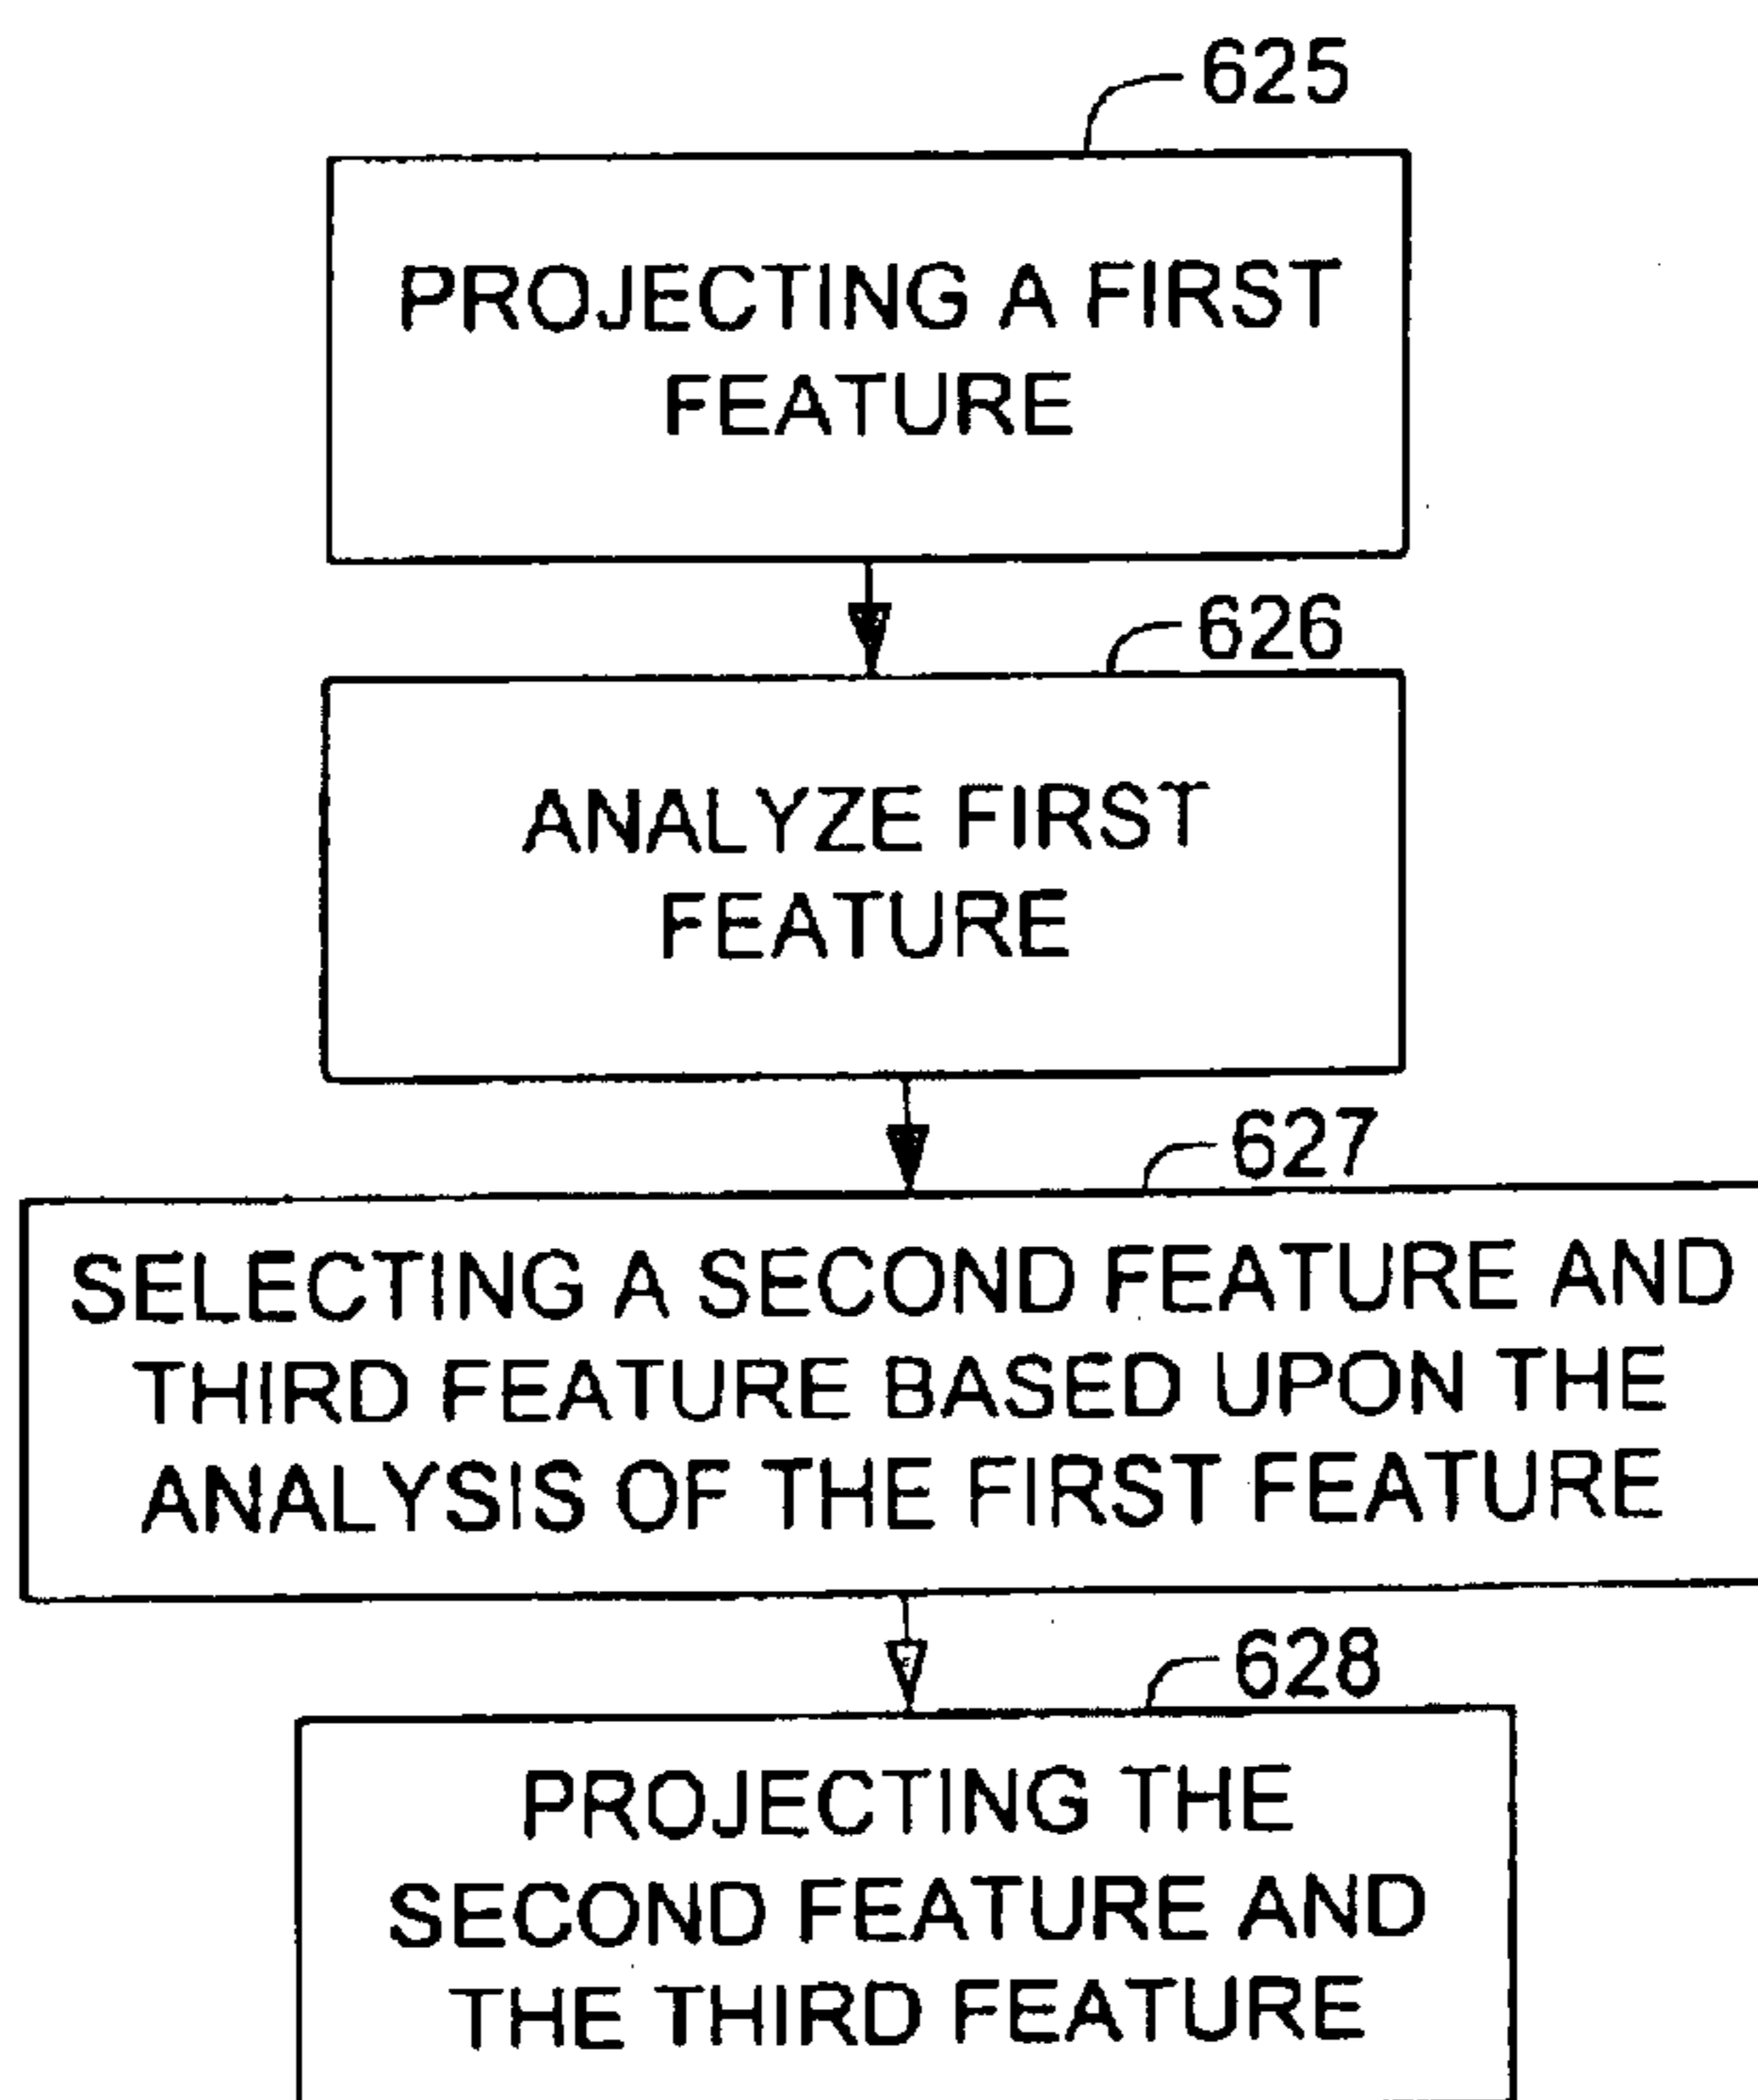 625
PROJECTING A FIRST
FEATURE
626
ANALYZE FIRST
FEATURE
627
SELECTING A SECOND FEATURE AND
THIRD FEATURE BASED UPON THE
ANALYSIS OF THE FIRST FEATURE
628
PROJECTING THE
SECOND FEATURE AND
THE THIRD FEATURE